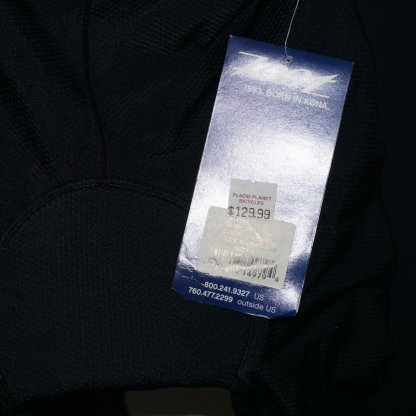 Zoot
1983. BORN IN KONA.
PLACID PLANET
BICYCLES
$129.99
-800.241.9327 US
760.477.2299 outside US